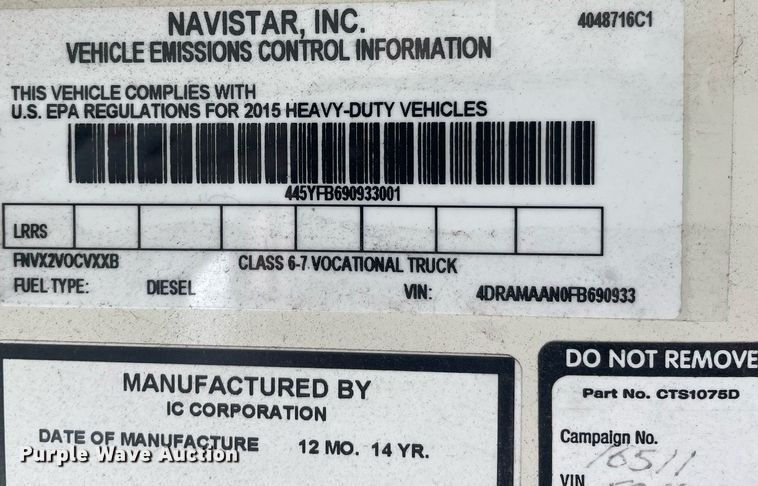 NAVISTAR, INC.
4048716C1
VEHICLE EMISSIONS CONTROL INFORMATION
THIS VEHICLE COMPLIES WITH
U.S. EPA REGULATIONS FOR 2015 HEAVY-DUTY VEHICLES
445YFB690933001
LRRS
FNVX2VOCVXXB
CLASS 6-7 VOCATIONAL TRUCK
FUEL TYPE: DIESEL VIN: 4DRAMAAN0FB690933
MANUFACTURED BY
IC CORPORATION
DATE OF MANUFACTURE 12 MO. 14 YR.
Purple Wave Auction
DO NOT REMOVE
Part No. CTS1075D
Campaign No.
16511
VIN